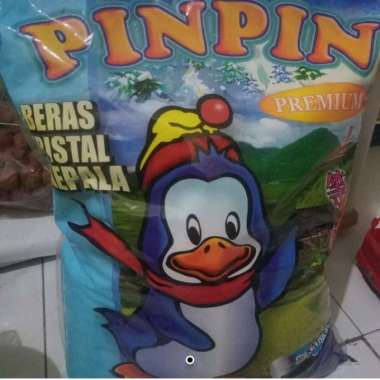 PINPIN
PREMIUM
BERAS
RISTAL
EPALA